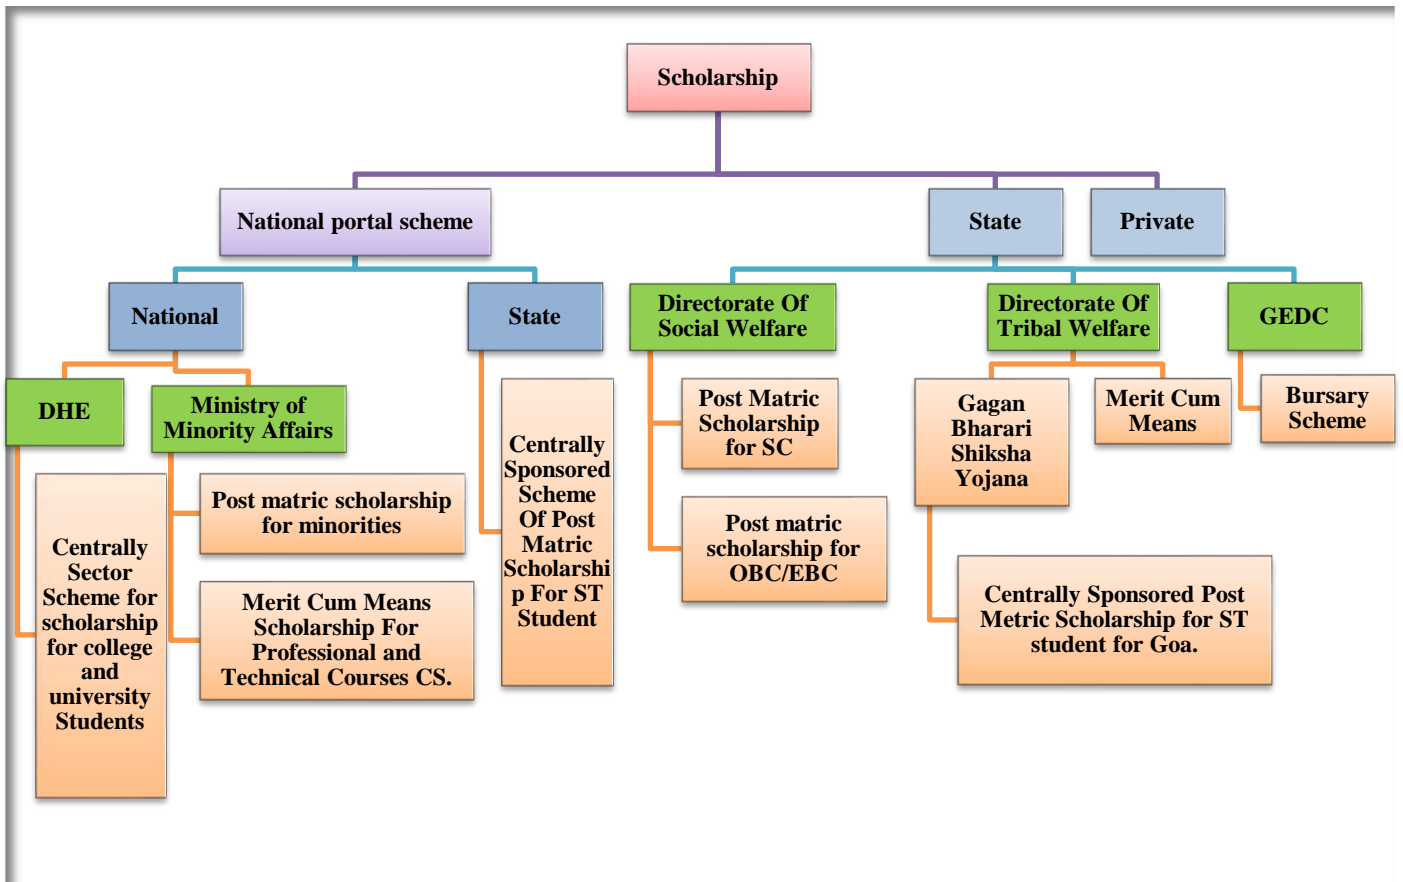 Scholarship
National portal scheme
State
Private
National
State
Directorate Of
Social Welfare
Directorate Of
Tribal Welfare
GEDC
DHE
Ministry of
Minority Affairs
Centrally
Sector
Scheme for
scholarship
for college
and
university
Students
Post matric scholarship
for minorities
Merit Cum Means
Scholarship For
Professional and
Technical Courses CS.
Centrally
Sponsored
Scheme
Of Post
Matric
Scholarshi
p For ST
Student
Post Matric
Scholarship
for SC
Post matric
scholarship for
OBC/EBC
Gagan
Bharari
Shiksha
Yojana
Merit Cum
Means
Bursary
Scheme
Centrally Sponsored Post
Metric Scholarship for ST
student for Goa.